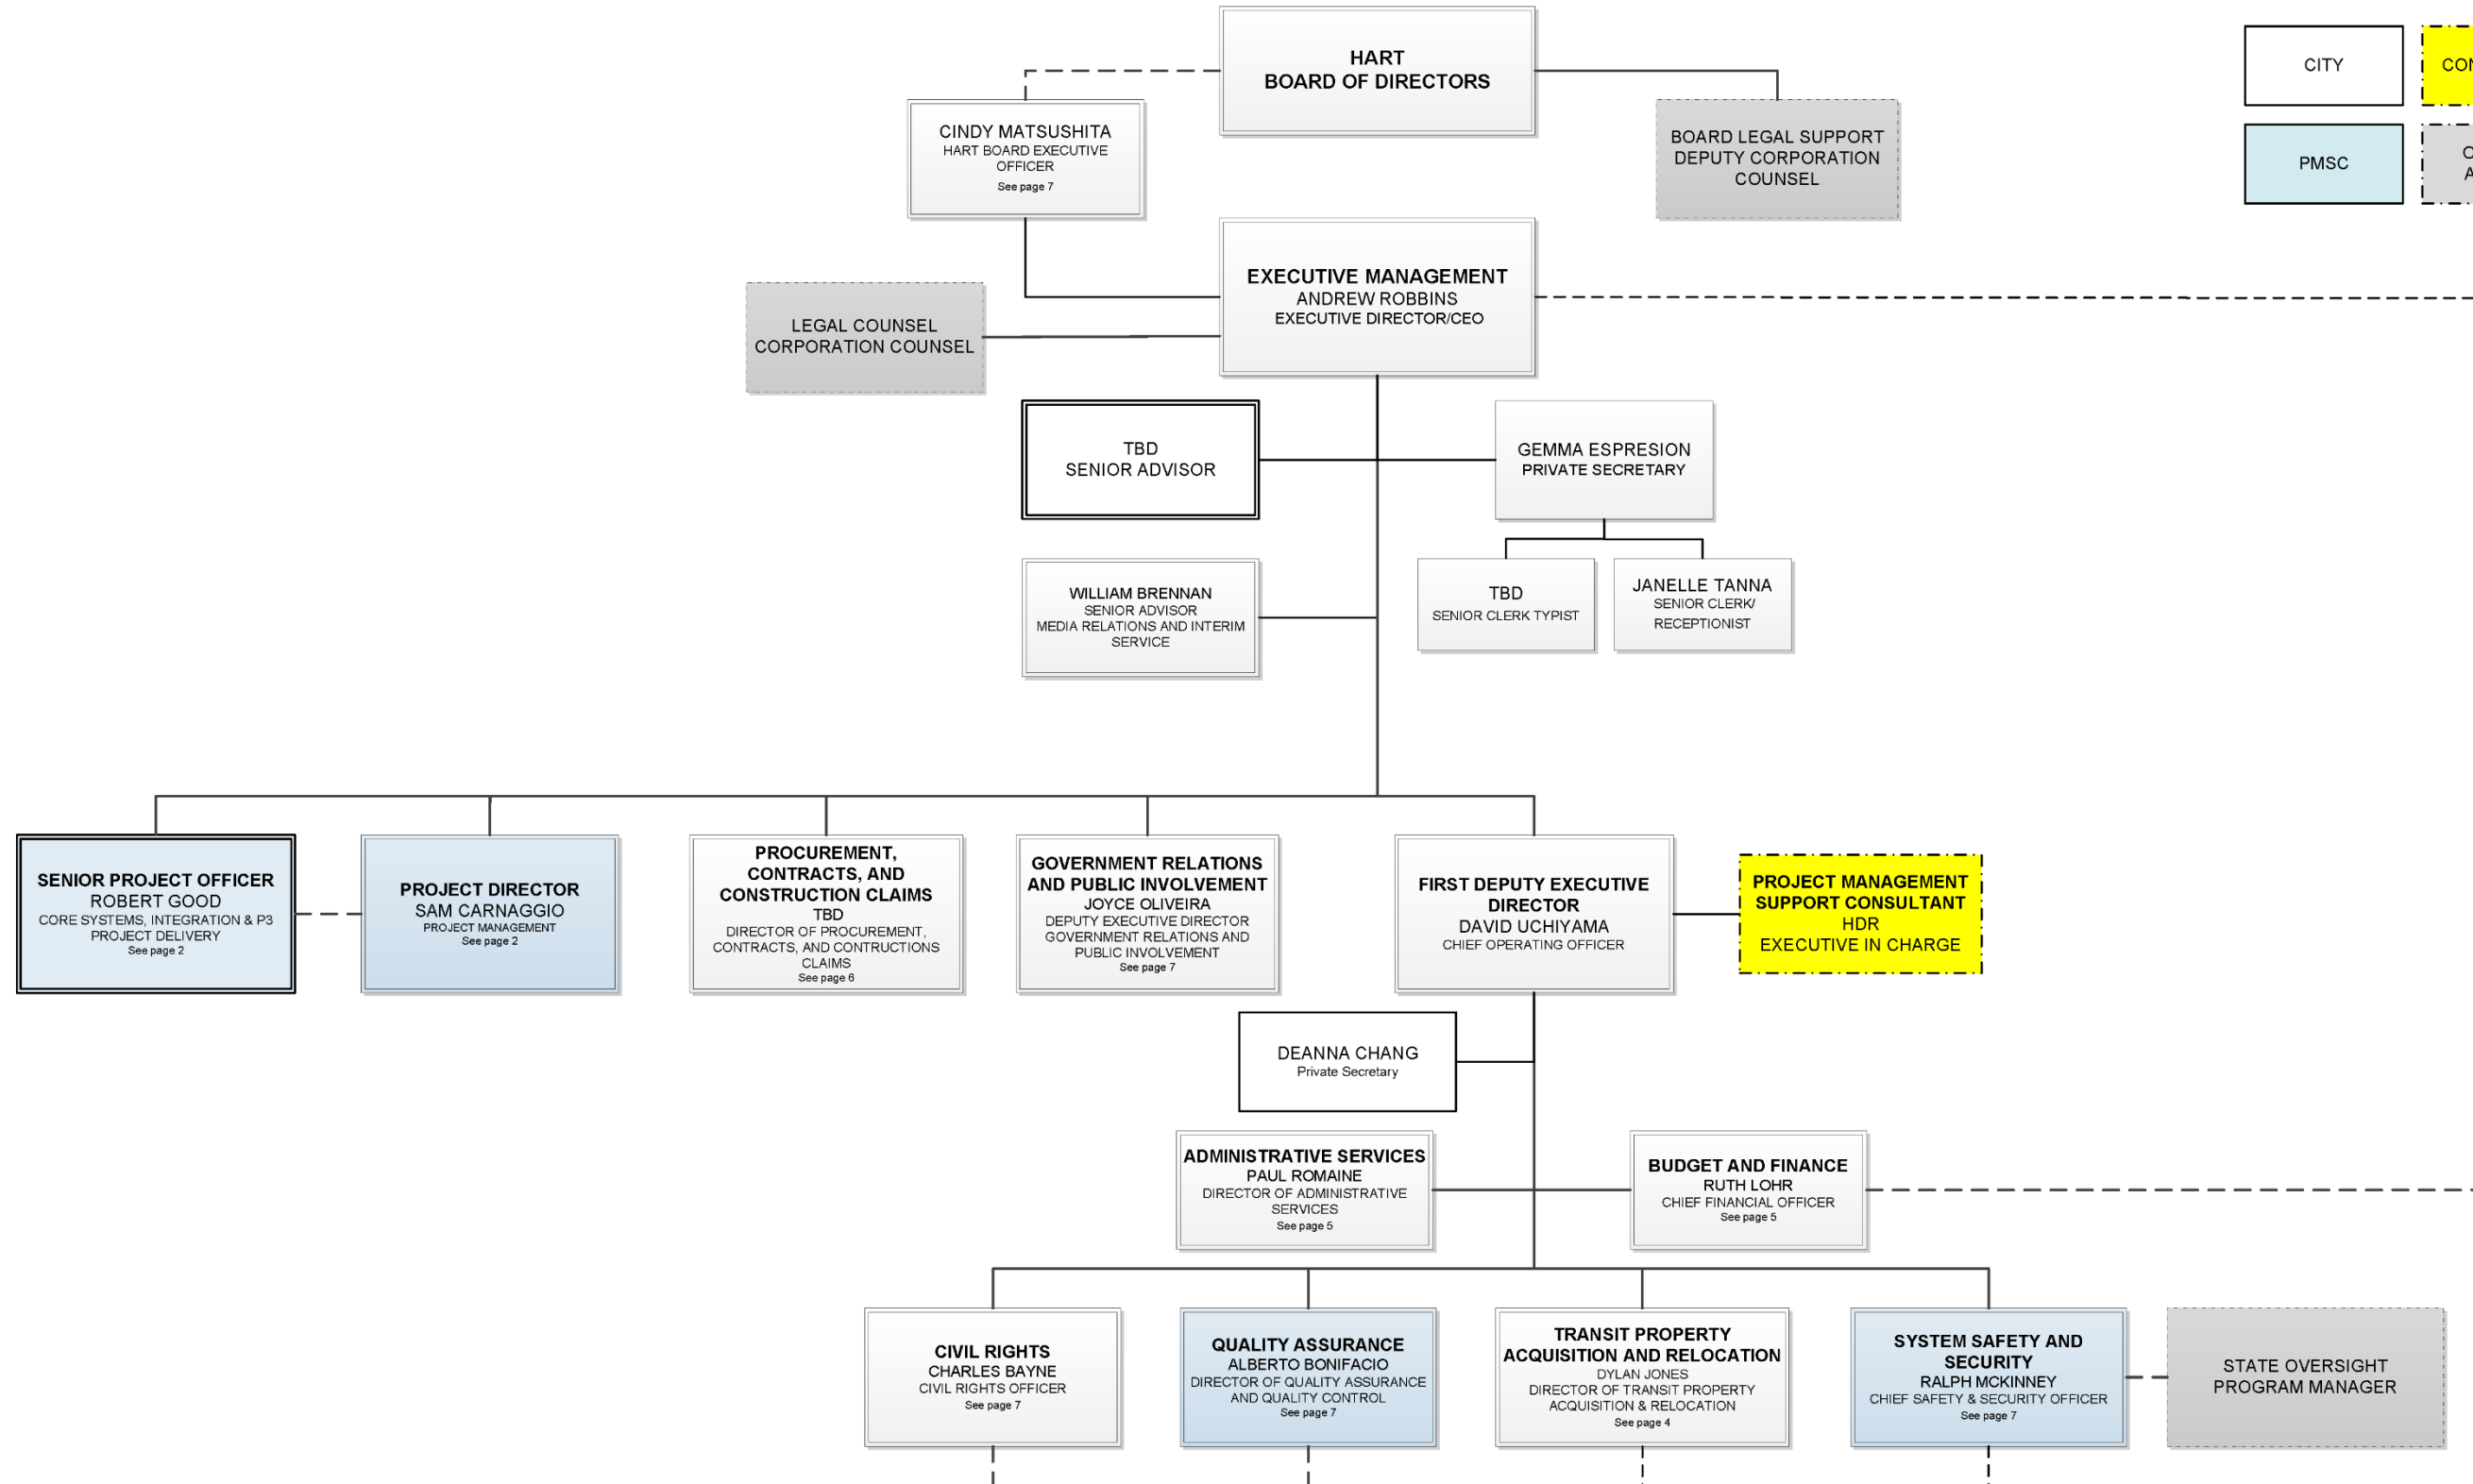 HART
BOARD OF DIRECTORS
CITY
PMSC
CINDY MATSUSHITA
HART BOARD EXECUTIVE
OFFICER
See page 7
BOARD LEGAL SUPPORT
DEPUTY CORPORATION
COUNSEL
EXECUTIVE MANAGEMENT
ANDREW ROBBINS
EXECUTIVE DIRECTOR/CEO
LEGAL COUNSEL
CORPORATION COUNSEL
TBD
SENIOR ADVISOR
GEMMA ESPRESION
PRIVATE SECRETARY
WILLIAM BRENNAN
SENIOR ADVISOR
MEDIA RELATIONS AND INTERIM
SERVICE
TBD
SENIOR CLERK TYPIST
JANELLE TANNA
SENIOR CLERK/
RECEPTIONIST
SENIOR PROJECT OFFICER
ROBERT GOOD
CORE SYSTEMS, INTEGRATION & P3
PROJECT DELIVERY
See page 2
PROJECT DIRECTOR
SAM CARNAGGIO
PROJECT MANAGEMENT
See page 2
PROCUREMENT,
CONTRACTS, AND
CONSTRUCTION CLAIMS
TBD
DIRECTOR OF PROCUREMENT,
CONTRACTS, AND CONTRUCTIONS
CLAIMS
See page 6
GOVERNMENT RELATIONS
AND PUBLIC INVOLVEMENT
JOYCE OLIVEIRA
DEPUTY EXECUTIVE DIRECTOR
GOVERNMENT RELATIONS AND
PUBLIC INVOLVEMENT
See page 7
FIRST DEPUTY EXECUTIVE
DIRECTOR
DAVID UCHIYAMA
CHIEF OPERATING OFFICER
PROJECT MANAGEMENT
SUPPORT CONSULTANT
HDR
EXECUTIVE IN CHARGE
DEANNA CHANG
Private Secretary
ADMINISTRATIVE SERVICES
PAUL ROMAINE
DIRECTOR OF ADMINISTRATIVE
SERVICES
See page 5
BUDGET AND FINANCE
RUTH LOHR
CHIEF FINANCIAL OFFICER
See page 5
CIVIL RIGHTS
CHARLES BAYNE
CIVIL RIGHTS OFFICER
See page 7
QUALITY ASSURANCE
ALBERTO BONIFACIO
DIRECTOR OF QUALITY ASSURANCE
AND QUALITY CONTROL
See page 7
TRANSIT PROPERTY
ACQUISITION AND RELOCATION
DYLAN JONES
DIRECTOR OF TRANSIT PROPERTY
ACQUISITION & RELOCATION
See page 4
SYSTEM SAFETY AND
SECURITY
RALPH MCKINNEY
CHIEF SAFETY & SECURITY OFFICER
See page 7
STATE OVERSIGHT
PROGRAM MANAGER